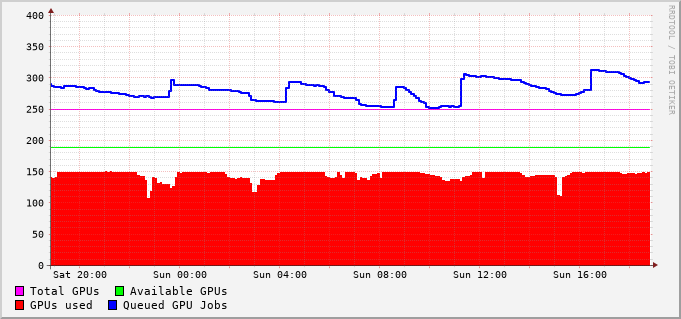 400
350
300
250
200
150
100
50
0
Sat 20:00 Sun 00:00 Sun 04:00 Sun 08:00 Sun 12:00 Sun 16:00
Total GPUs Available GPUs
GPUs used Queued GPU Jobs
RRDTOOL / TOBI OETIKER